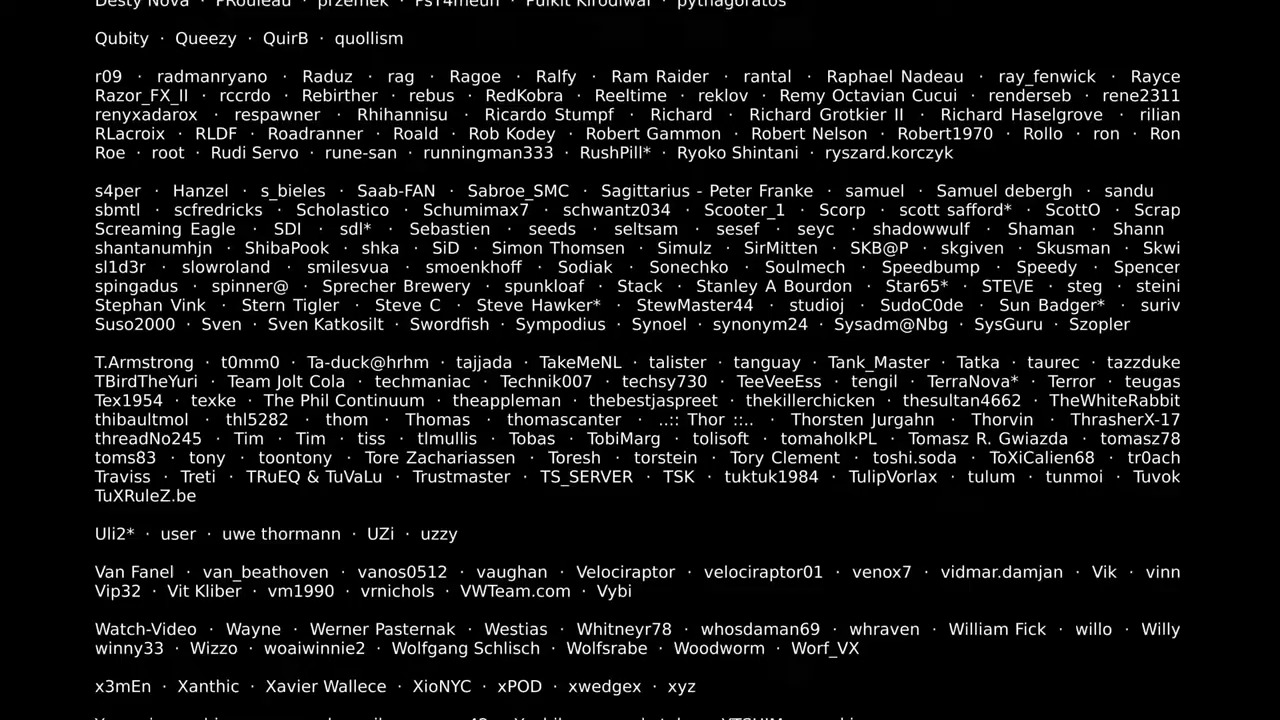 Desty Nova · PRouleau · przemek · PsT4meuh · Pulkit Kirodiwal · pythagoratos
Qubity · Queezy · QuirB · quollism
r09 · radmanryano · Raduz · rag · Ragoe · Ralfy · Ram Raider · rantal · Raphael Nadeau · ray_fenwick · Rayce
Razor_FX_II · rccrdo · Rebirther · rebus · RedKobra · Reeltime · reklov · Remy Octavian Cucui · renderseb · rene2311
renyxadarox · respawner · Rhihannisu · Ricardo Stumpf · Richard · Richard Grotkier II · Richard Haselgrove · rilian
RLacroix · RLDF · Roadranner · Roald · Rob Kodey · Robert Gammon · Robert Nelson · Robert1970 · Rollo · ron · Ron
Roe · root · Rudi Servo · rune-san · runningman333 · RushPill* · Ryoko Shintani · ryszard.korczyk
s4per · Hanzel · s_bieles · Saab-FAN · Sabroe_SMC · Sagittarius - Peter Franke · samuel · Samuel debergh · sandu
sbmtl · scfredricks · Scholastico · Schumimax7 · schwantz034 · Scooter_1 · Scorp · scott safford* · ScottO · Scrap
Screaming Eagle · SDI · sdl* · Sebastien · seeds · seltsam · sesef · seyc · shadowwulf · Shaman · Shann
shantanumhjn · ShibaPook · shka · SiD · Simon Thomsen · Simulz · SirMitten · SKB@P · skgiven · Skusman · Skwi
sl1d3r · slowroland · smilesvua · smoenkhoff · Sodiak · Sonechko · Soulmech · Speedbump · Speedy · Spencer
spingadus · spinner@ · Sprecher Brewery · spunkloaf · Stack · Stanley A Bourdon · Star65* · STE\/E · steg · steini
Stephan Vink · Stern Tigler · Steve C · Steve Hawker* · StewMaster44 · studioj · SudoC0de · Sun Badger* · suriv
Suso2000 · Sven · Sven Katkosilt · Swordfish · Sympodius · Synoel · synonym24 · Sysadm@Nbg · SysGuru · Szopler
T.Armstrong · t0mm0 · Ta-duck@hrhm · tajjada · TakeMeNL · talister · tanguay · Tank_Master · Tatka · taurec · tazzduke
TBirdTheYuri · Team Jolt Cola · techmaniac · Technik007 · techsy730 · TeeVeeEss · tengil · TerraNova* · Terror · teugas
Tex1954 · texke · The Phil Continuum · theappleman · thebestjaspreet · thekillerchicken · thesultan4662 · TheWhiteRabbit
thibaultmol · thl5282 · thom · Thomas · thomascanter · ..:: Thor ::.. · Thorsten Jurgahn · Thorvin · ThrasherX-17
threadNo245 · Tim · Tim · tiss · tlmullis · Tobas · TobiMarg · tolisoft · tomaholkPL · Tomasz R. Gwiazda · tomasz78
toms83 · tony · toontony · Tore Zachariassen · Toresh · torstein · Tory Clement · toshi.soda · ToXiCalien68 · tr0ach
Traviss · Treti · TRuEQ & TuVaLu · Trustmaster · TS_SERVER · TSK · tuktuk1984 · TulipVorlax · tulum · tunmoi · Tuvok
TuXRuleZ.be
Uli2* · user · uwe thormann · UZi · uzzy
Van Fanel · van_beathoven · vanos0512 · vaughan · Velociraptor · velociraptor01 · venox7 · vidmar.damjan · Vik · vinn
Vip32 · Vit Kliber · vm1990 · vrnichols · VWTeam.com · Vybi
Watch-Video · Wayne · Werner Pasternak · Westias · Whitneyr78 · whosdaman69 · whraven · William Fick · willo · Willy
winny33 · Wizzo · woaiwinnie2 · Wolfgang Schlisch · Wolfsrabe · Woodworm · Worf_VX
x3mEn · Xanthic · Xavier Wallece · XioNYC · xPOD · xwedgex · xyz